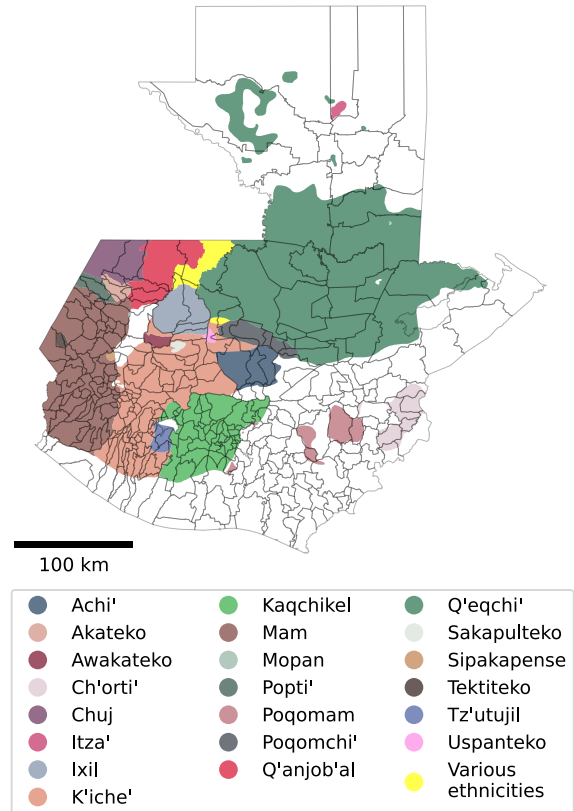 100 km
Achi'
Akateko
Awakateko
Ch'orti'
Chuj
Itza'
Ixil
K'iche'
Kaqchikel
Mam
Mopan
Popti'
Poqomam
Poqomchi'
Q'anjob'al
Q'eqchi'
Sakapulteko
Sipakapense
Tektiteko
Tz'utujil
Uspanteko
Various
ethnicities